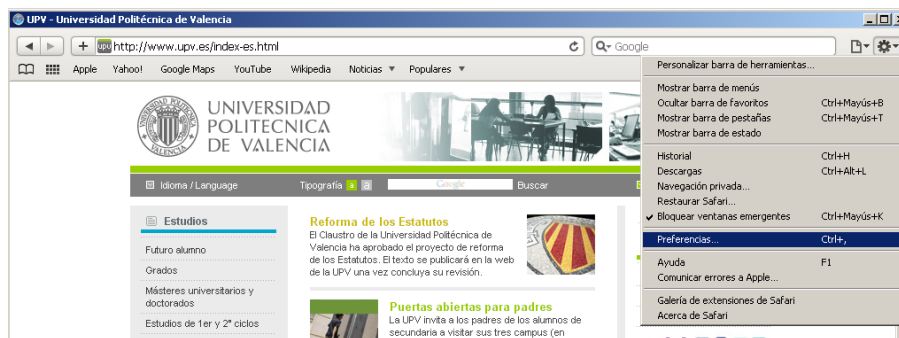 UPV - Universidad Politécnica de Valencia
http://www.upv.es/index-es.html
Google
Apple Yahoo! Google Maps YouTube Wikipedia Noticias Populares
UNIVERSIDAD
POLITECNICA
DE VALENCIA
Idioma / Language Tipografía a a Google Buscar
Estudios
Futuro alumno
Grados
Másteres universitarios y
doctorados
Estudios de 1er y 2º ciclos
Reforma de los Estatutos
El Claustro de la Universidad Politécnica de
Valencia ha aprobado el proyecto de reforma
de los Estatutos. El texto se publicará en la web
de la UPV una vez concluya su revisión.
Puertas abiertas para padres
La UPV invita a los padres de los alumnos de
secundaria a visitar sus tres campus (en
Personalizar barra de herramientas...
Mostrar barra de menús
Ocultar barra de favoritos Ctrl+Mayús+B
Mostrar barra de pestañas Ctrl+Mayús+T
Mostrar barra de estado
Historial Ctrl+H
Descargas Ctrl+Alt+L
Navegación privada...
Restaurar Safari...
Bloquear ventanas emergentes Ctrl+Mayús+K
Preferencias... Ctrl+,
Ayuda F1
Comunicar errores a Apple...
Galería de extensiones de Safari
Acerca de Safari